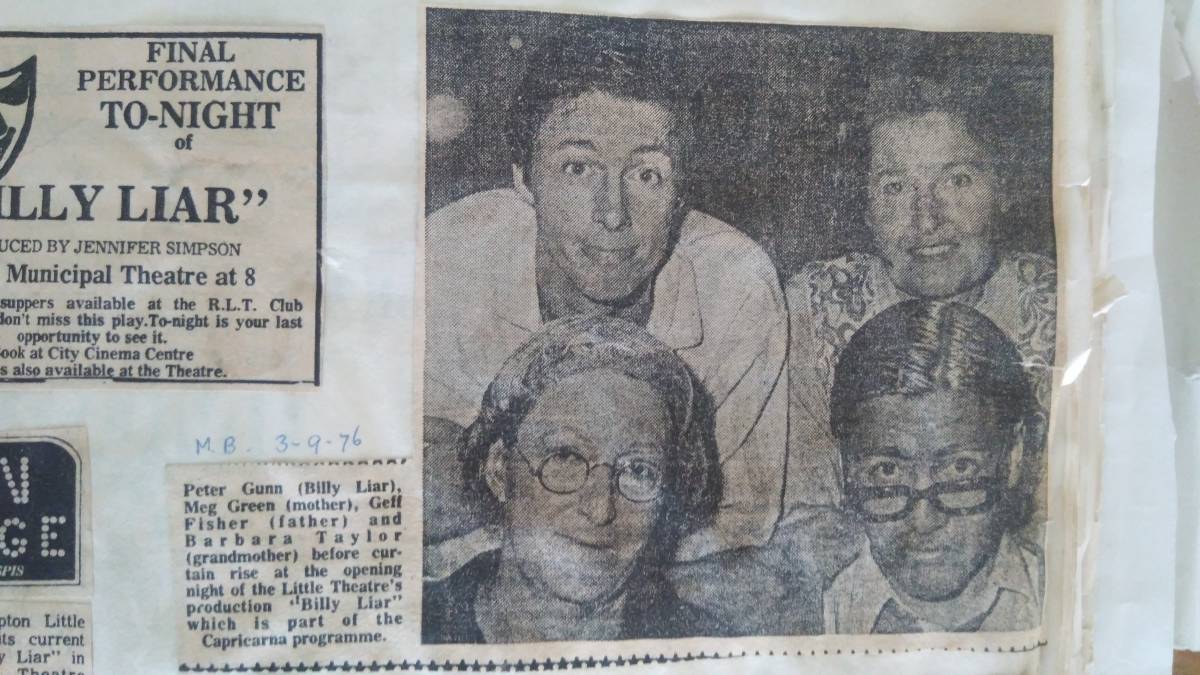 FINAL
PERFORMANCE
TO-NIGHT
of
ILLY LIAR"
UCED BY JENNIFER SIMPSON
Municipal Theatre at 8
suppers available at the R.L.T. Club
don't miss this play.To-night is your last
opportunity to see it.
ook at City Cinema Centre
s also available at the Theatre.
M.B. 3-9-76
Peter Gunn (Billy Liar),
Meg Green (mother), Geff
Fisher (father) and
Barbara Taylor
(grandmother) before cur-
tain rise at the opening
night of the Little Theatre's
production "Billy Liar"
which is part of the
Capricarna programme.
N
GE
SPIS
pton Little
its current
y Liar" in
Theatre